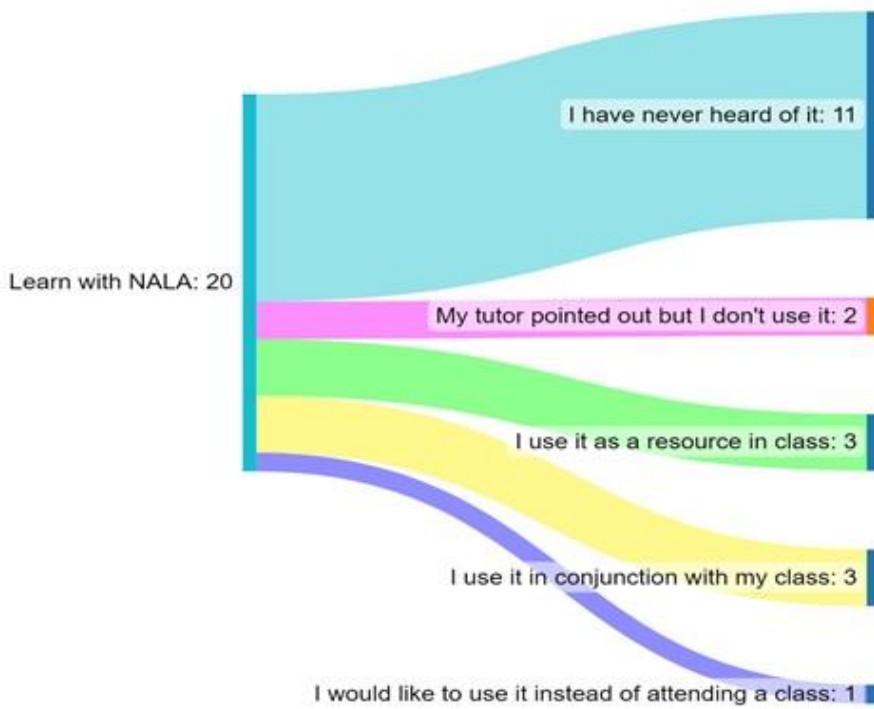 I have never heard of it: 11
Learn with NALA: 20
My tutor pointed out but I don't use it: 2
I use it as a resource in class: 3
I use it in conjunction with my class: 3
I would like to use it instead of attending a class: 1